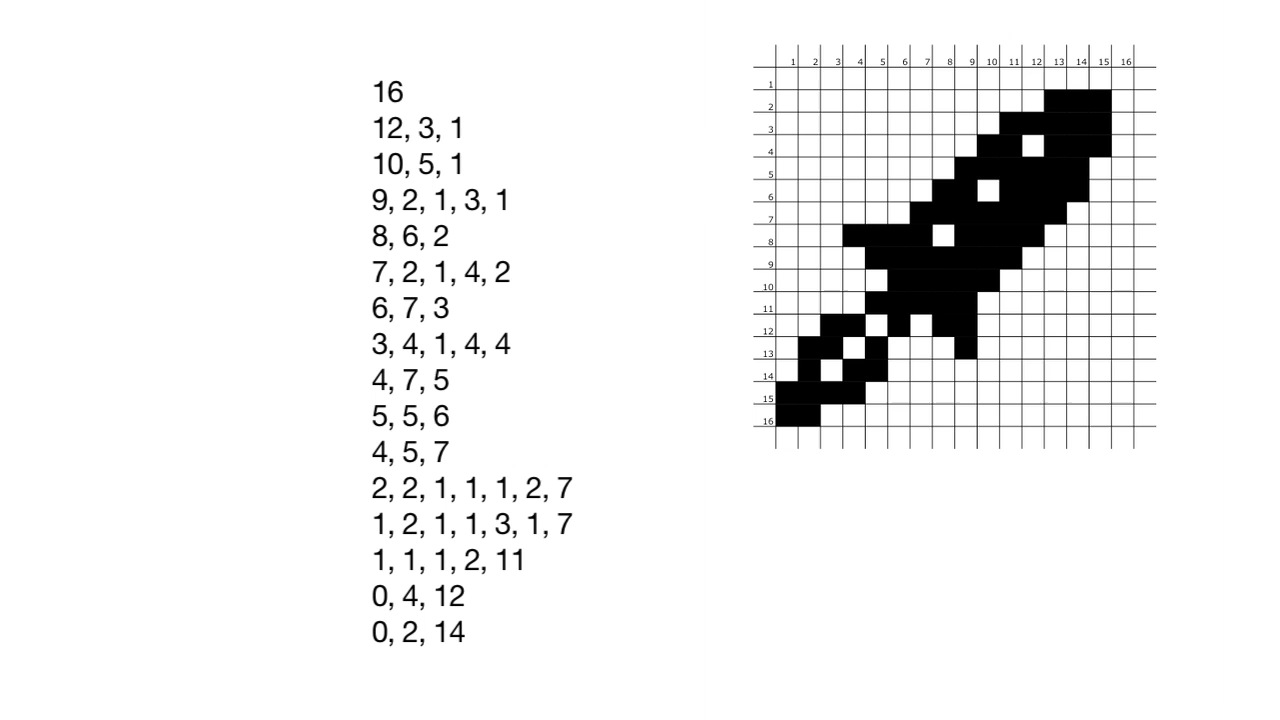 16
12, 3, 1
10, 5, 1
9, 2, 1, 3, 1
8, 6, 2
7, 2, 1, 4, 2
6, 7, 3
3, 4, 1, 4, 4
4, 7, 5
5, 5, 6
4, 5, 7
2, 2, 1, 1, 1, 2, 7
1, 2, 1, 1, 3, 1, 7
1, 1, 1, 2, 11
0, 4, 12
0, 2, 14
1 2 3 4 5 6 7 8 9 10 11 12 13 14 15 16
1
2
3
4
5
6
7
8
9
10
11
12
13
14
15
16